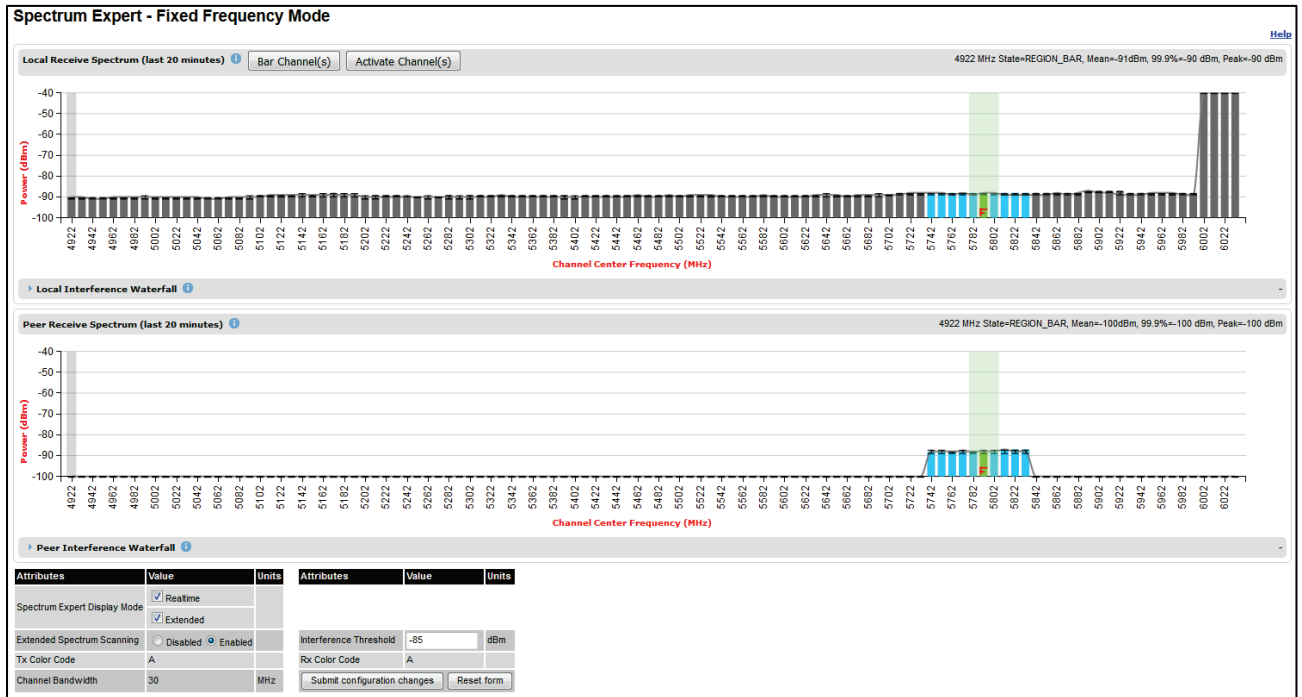 Spectrum Expert - Fixed Frequency Mode
Help
Local Receive Spectrum (last 20 minutes) i Bar Channel(s) Activate Channel(s) 4922 MHz State=REGION_BAR, Mean=-91dBm, 99.9%=-90 dBm, Peak=-90 dBm
Power (dBm)
-40
-50
-60
-70
-80
-90
-100
F
4922 4942 4962 4982 5002 5022 5042 5062 5082 5102 5122 5142 5162 5182 5202 5222 5242 5262 5282 5302 5322 5342 5362 5382 5402 5422 5442 5462 5482 5502 5522 5542 5562 5582 5602 5622 5642 5662 5682 5702 5722 5742 5762 5782 5802 5822 5842 5862 5882 5902 5922 5942 5962 5982 6002 6022
Channel Center Frequency (MHz)
Local Interference Waterfall i -
Peer Receive Spectrum (last 20 minutes) i 4922 MHz State=REGION_BAR, Mean=-100dBm, 99.9%=-100 dBm, Peak=-100 dBm
Power (dBm)
-40
-50
-60
-70
-80
-90
-100
F
4922 4942 4962 4982 5002 5022 5042 5062 5082 5102 5122 5142 5162 5182 5202 5222 5242 5262 5282 5302 5322 5342 5362 5382 5402 5422 5442 5462 5482 5502 5522 5542 5562 5582 5602 5622 5642 5662 5682 5702 5722 5742 5762 5782 5802 5822 5842 5862 5882 5902 5922 5942 5962 5982 6002 6022
Channel Center Frequency (MHz)
Peer Interference Waterfall i -
Attributes Value Units Attributes Value Units
Spectrum Expert Display Mode Realtime
Extended
Extended Spectrum Scanning Disabled Enabled Interference Threshold -85 dBm
Tx Color Code A Rx Color Code A
Channel Bandwidth 30 MHz Submit configuration changes Reset form